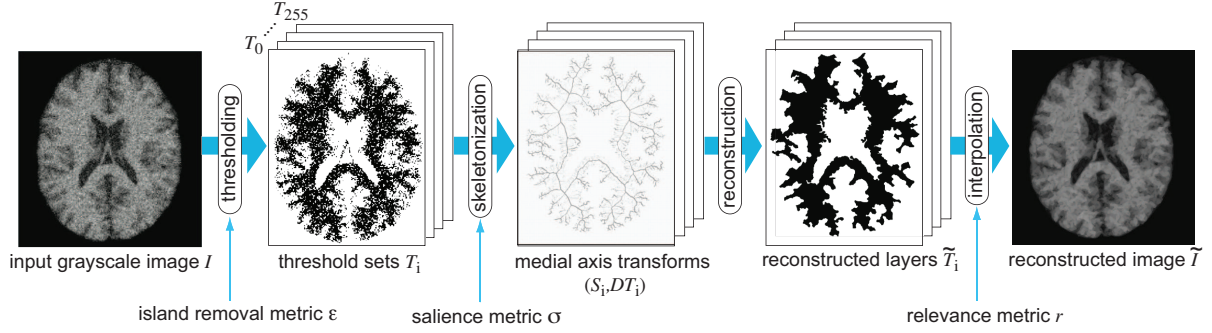 T₀
T₂₅₅
thresholding
skeletonization
reconstruction
interpolation
input grayscale image I
threshold sets Tᵢ
medial axis transforms
(Sᵢ,DTᵢ)
reconstructed layers T̃ᵢ
reconstructed image Ĩ
island removal metric ε
salience metric σ
relevance metric r